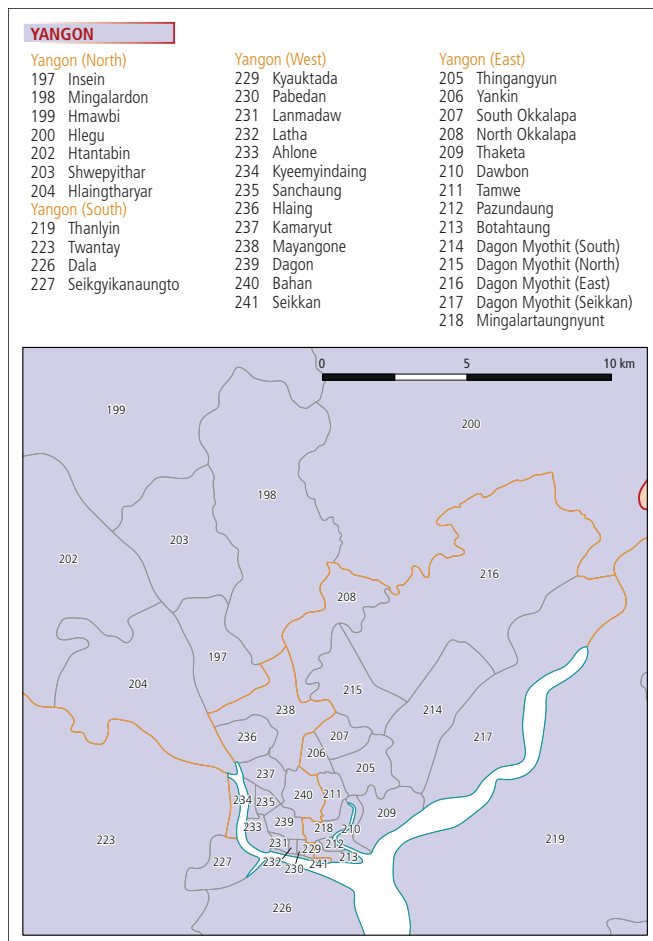 YANGON
Yangon (North)
197 Insein
198 Mingalardon
199 Hmawbi
200 Hlegu
202 Htantabin
203 Shwepyithar
204 Hlaingtharyar
Yangon (South)
219 Thanlyin
223 Twantay
226 Dala
227 Seikgyikanaungto
Yangon (West)
229 Kyauktada
230 Pabedan
231 Lanmadaw
232 Latha
233 Ahlone
234 Kyeemyindaing
235 Sanchaung
236 Hlaing
237 Kamaryut
238 Mayangone
239 Dagon
240 Bahan
241 Seikkan
Yangon (East)
205 Thingangyun
206 Yankin
207 South Okkalapa
208 North Okkalapa
209 Thaketa
210 Dawbon
211 Tamwe
212 Pazundaung
213 Botahtaung
214 Dagon Myothit (South)
215 Dagon Myothit (North)
216 Dagon Myothit (East)
217 Dagon Myothit (Seikkan)
218 Mingalartaungnyunt
0 5 10 km
199
200
198
203
202
216
208
197
204
215
238
214
236
207
217
206
237
205
240
211
234
235
209
239
218
210
233
231
229
212
219
223
227
232
230
241
213
226